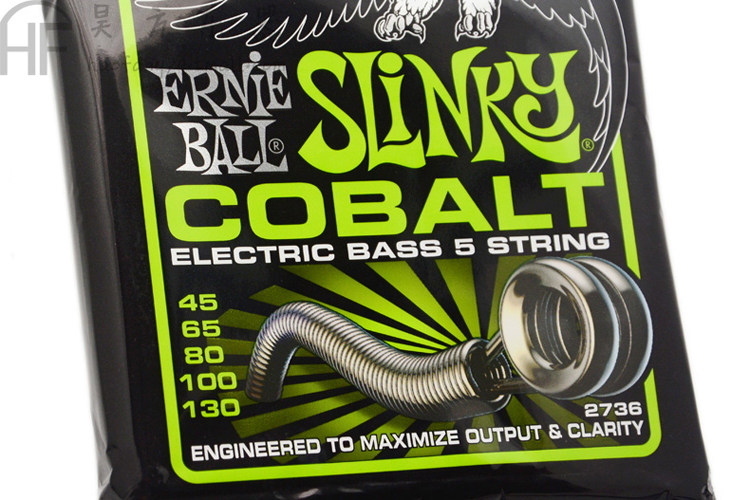 ERNIE BALL® SLINKY®
COBALT
ELECTRIC BASS 5 STRING
45
65
80
100
130
2736
ENGINEERED TO MAXIMIZE OUTPUT & CLARITY